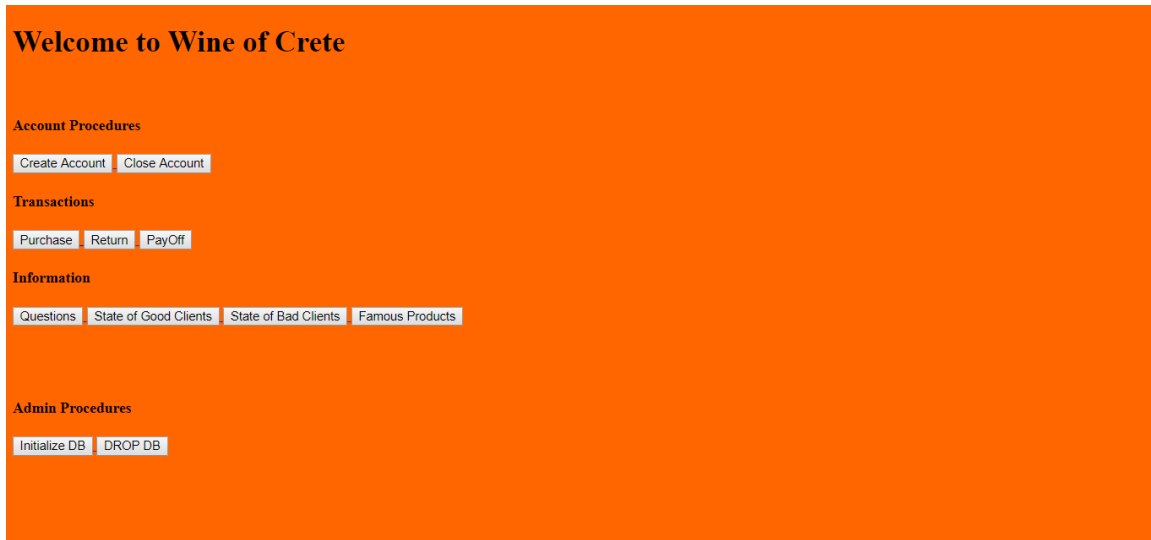 Welcome to Wine of Crete
Account Procedures
Create Account Close Account
Transactions
Purchase Return PayOff
Information
Questions State of Good Clients State of Bad Clients Famous Products
Admin Procedures
Initialize DB DROP DB